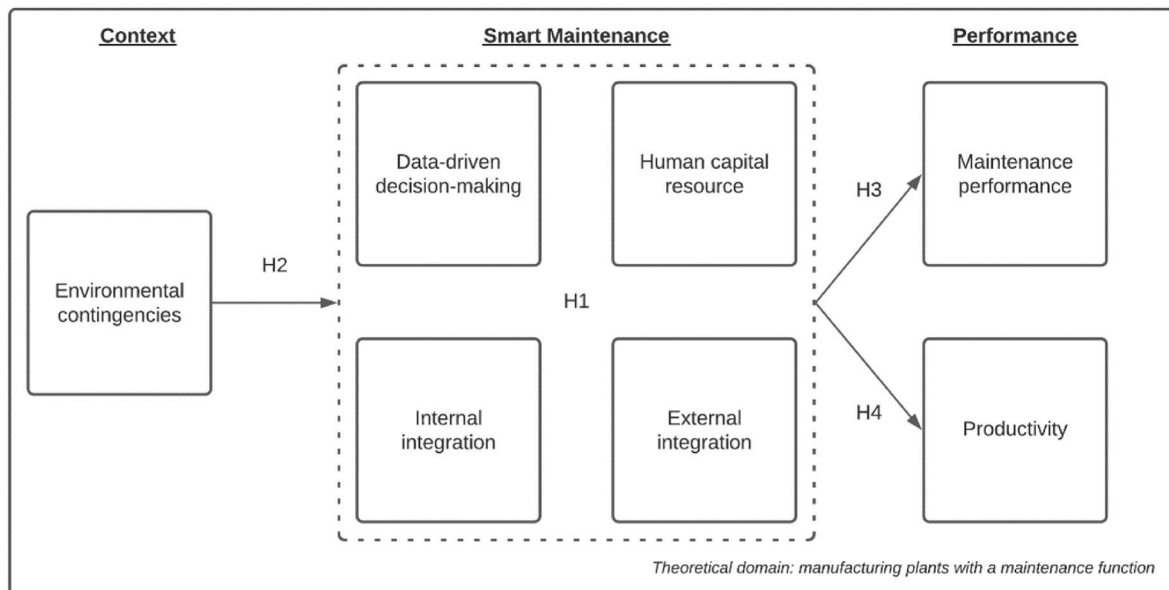 Context
Smart Maintenance
Performance
Data-driven
decision-making
Human capital
resource
Maintenance
performance
H3
H2
Environmental
contingencies
H1
H4
Internal
integration
External
integration
Productivity
Theoretical domain: manufacturing plants with a maintenance function